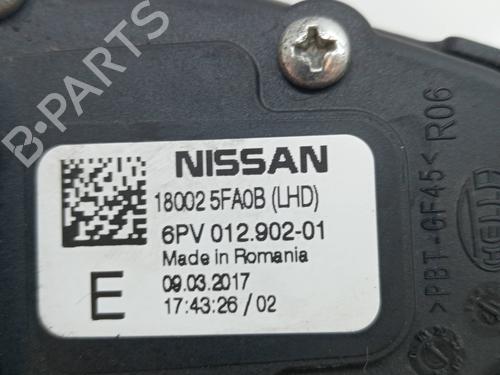 B-PARTS
NISSAN
18002 5FA0B (LHD)
6PV 012.902-01
Made in Romania
09.03.2017
E
17:43:26 / 02
>PBT-GF45<
R06
HELLA